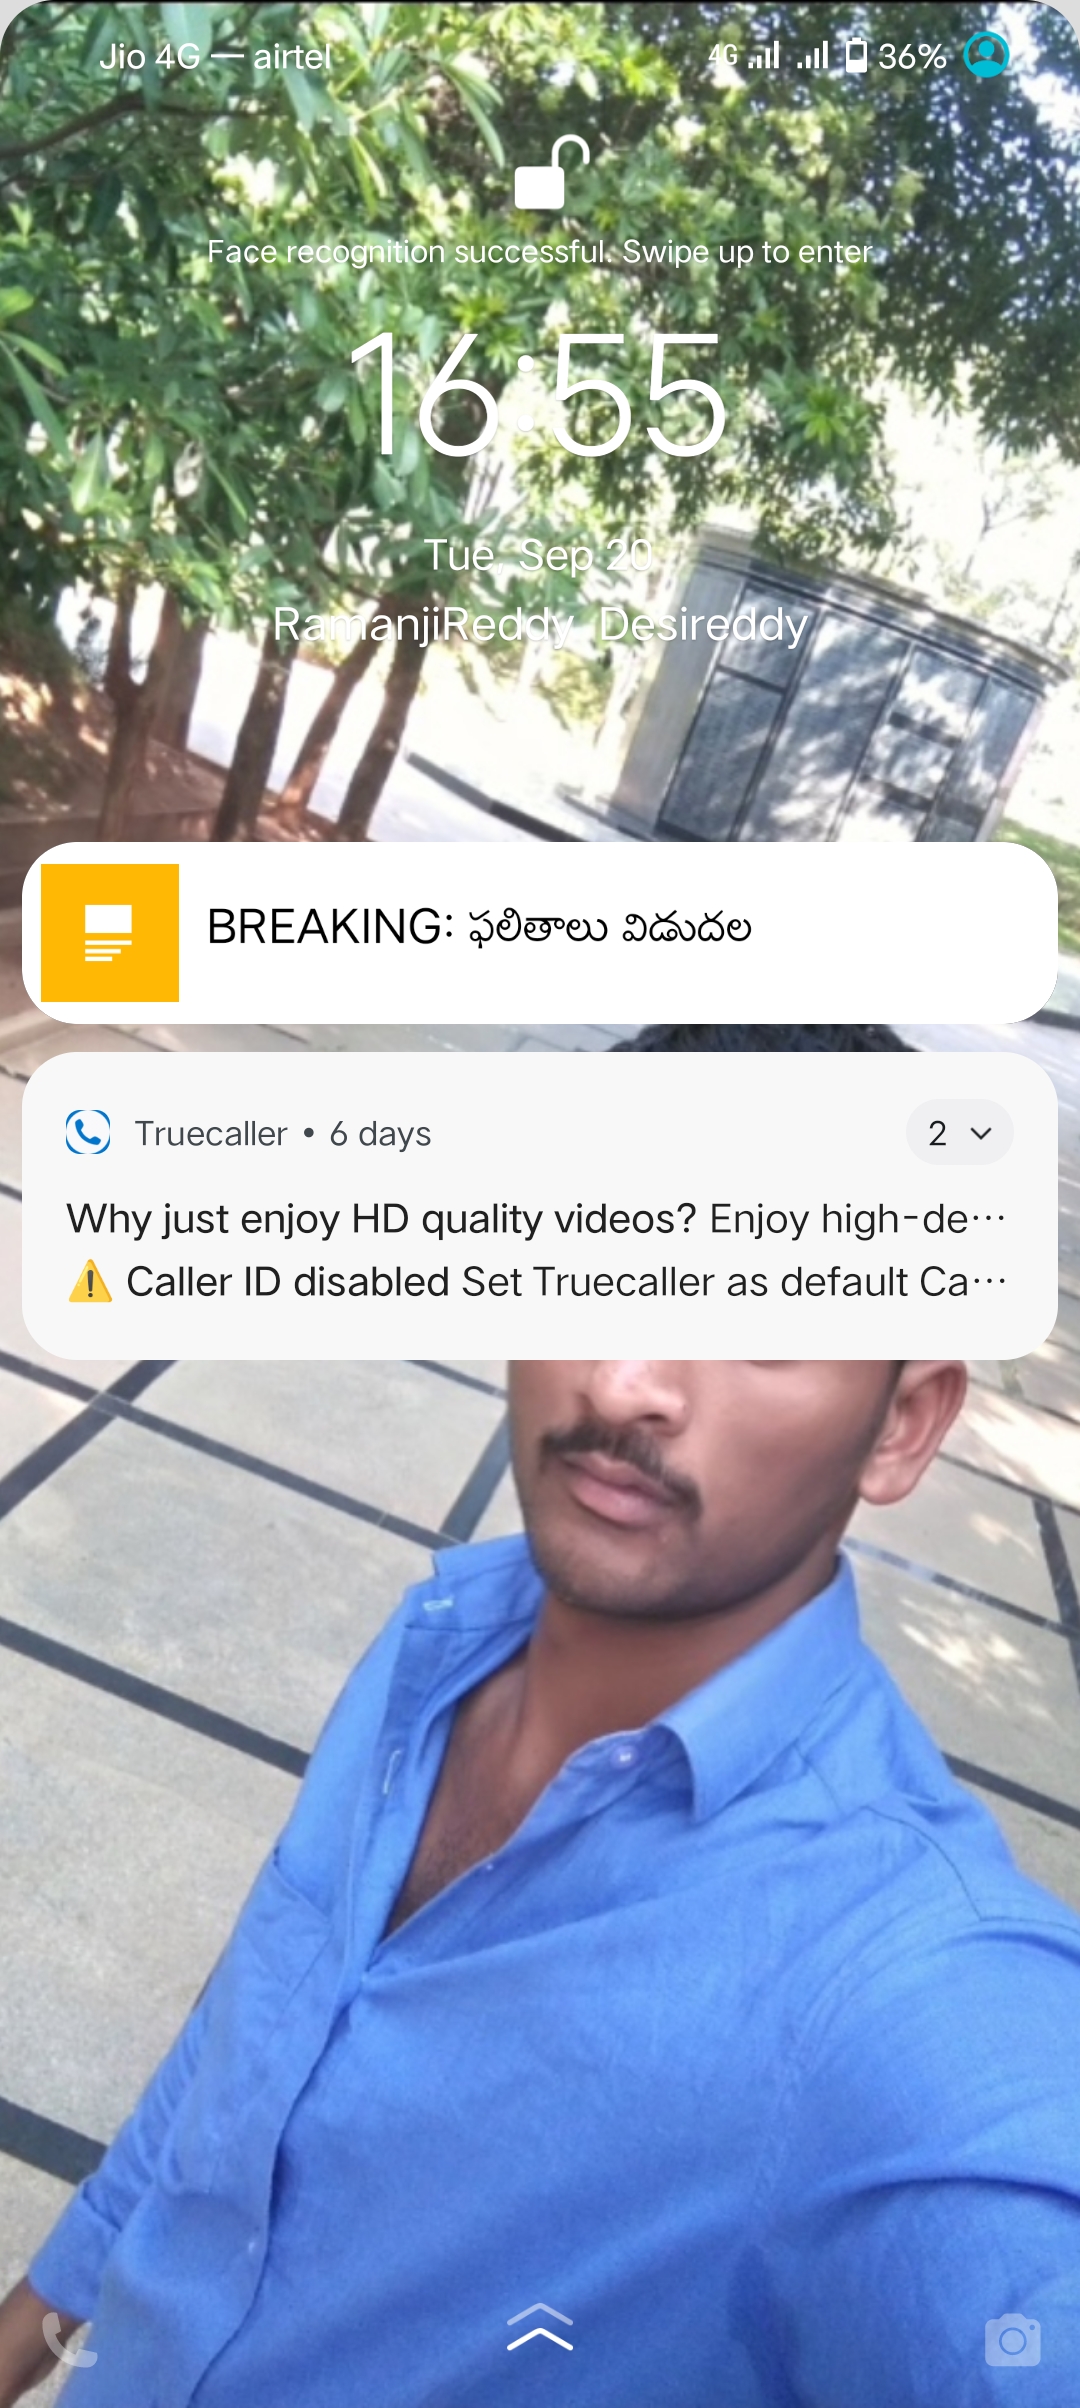 Jio 4G — airtel 4G 36%
Face recognition successful. Swipe up to enter
16:55
Tue, Sep 20
RamanjiReddy Desireddy
BREAKING: ఫలితాలు విడుదల
Truecaller • 6 days 2
Why just enjoy HD quality videos? Enjoy high-de···
⚠️ Caller ID disabled Set Truecaller as default Ca···